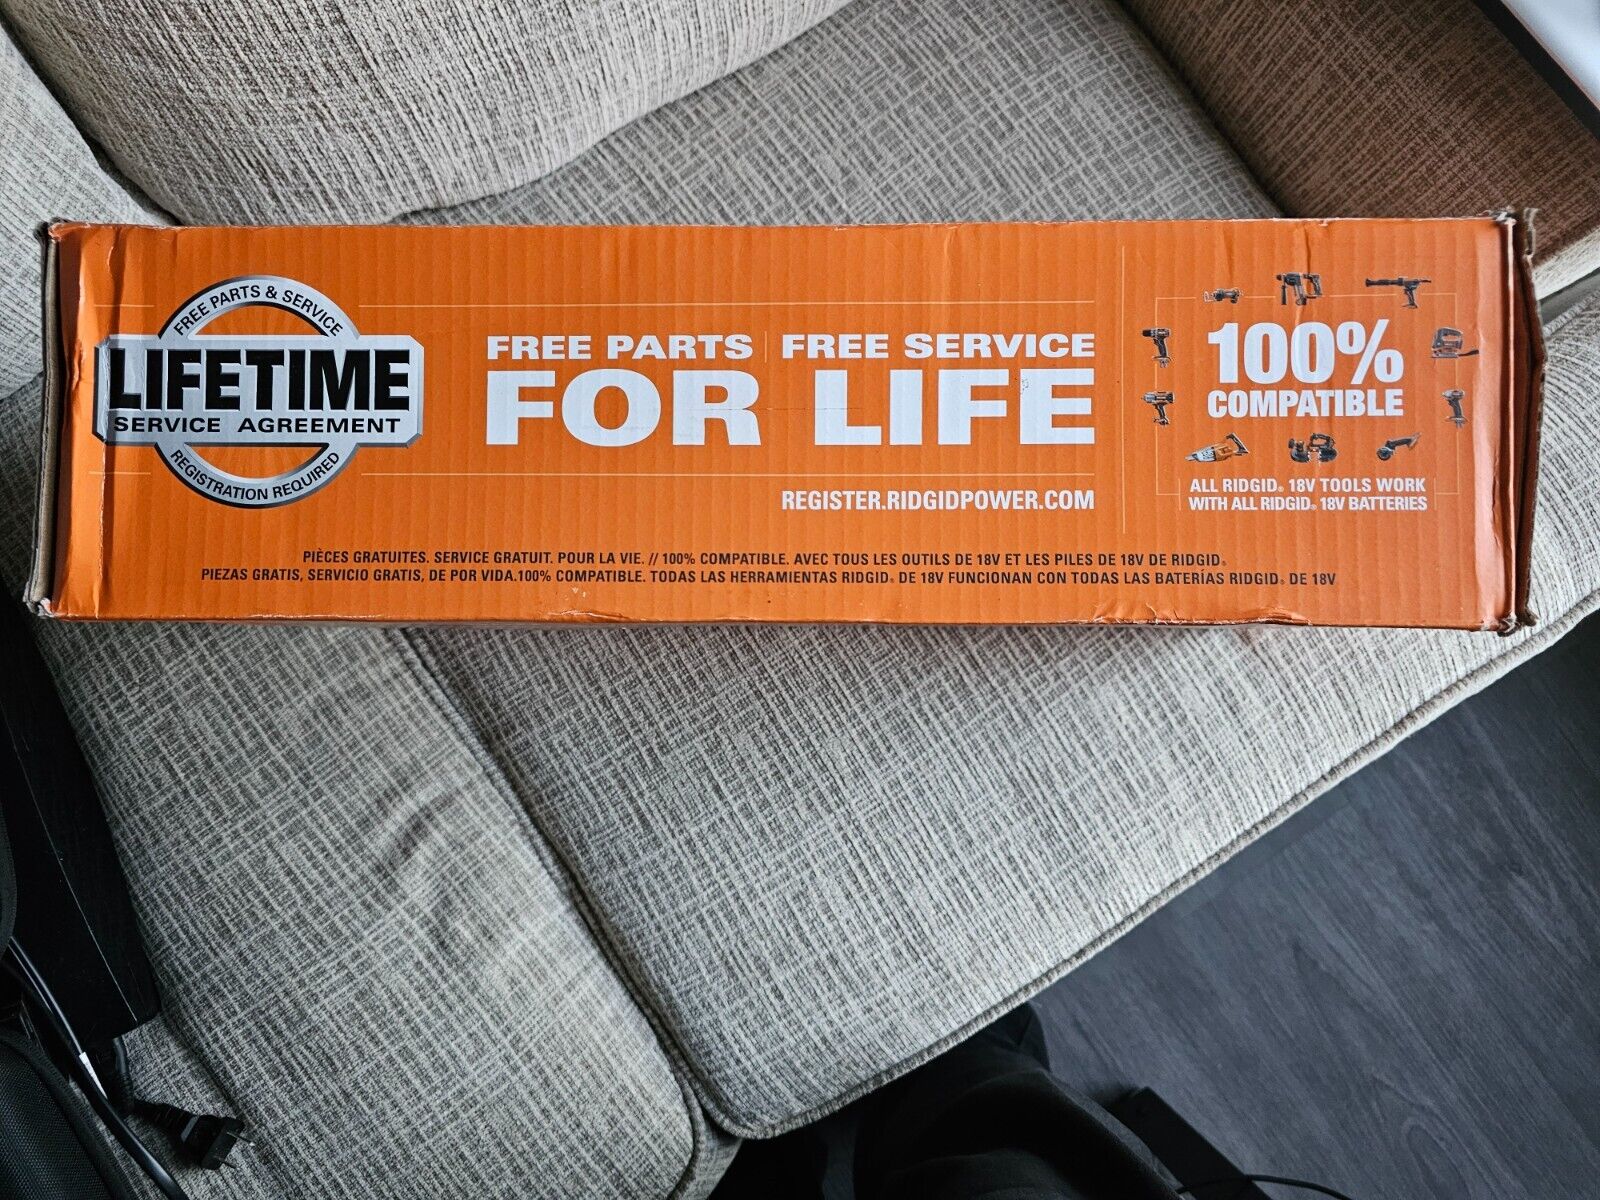 FREE PARTS & SERVICE
LIFETIME
SERVICE AGREEMENT
REGISTRATION REQUIRED
FREE PARTS | FREE SERVICE
FOR LIFE
REGISTER.RIDGIDPOWER.COM
100%
COMPATIBLE
ALL RIDGID® 18V TOOLS WORK
WITH ALL RIDGID® 18V BATTERIES
PIÈCES GRATUITES. SERVICE GRATUIT. POUR LA VIE. // 100% COMPATIBLE. AVEC TOUS LES OUTILS DE 18V ET LES PILES DE 18V DE RIDGID®
PIEZAS GRATIS, SERVICIO GRATIS, DE POR VIDA.100% COMPATIBLE. TODAS LAS HERRAMIENTAS RIDGID® DE 18V FUNCIONAN CON TODAS LAS BATERÍAS RIDGID® DE 18V